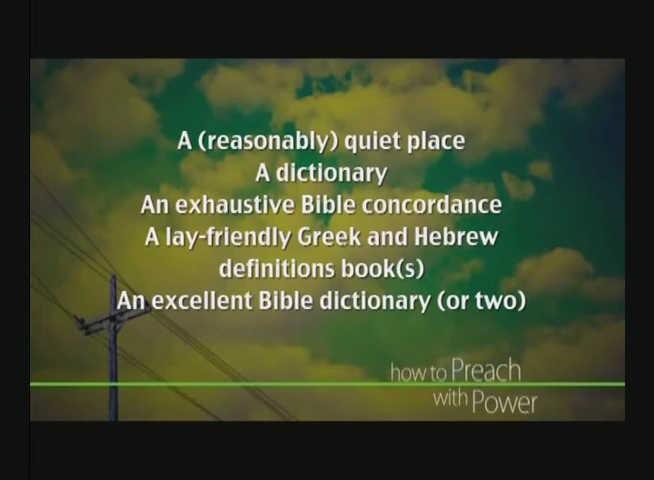 A (reasonably) quiet place
A dictionary
An exhaustive Bible concordance
A lay-friendly Greek and Hebrew
definitions book(s)
An excellent Bible dictionary (or two)
how to Preach
with Power